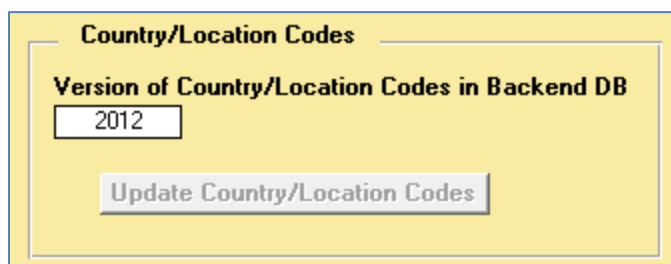 Country/Location Codes
Version of Country/Location Codes in Backend DB
2012
Update Country/Location Codes